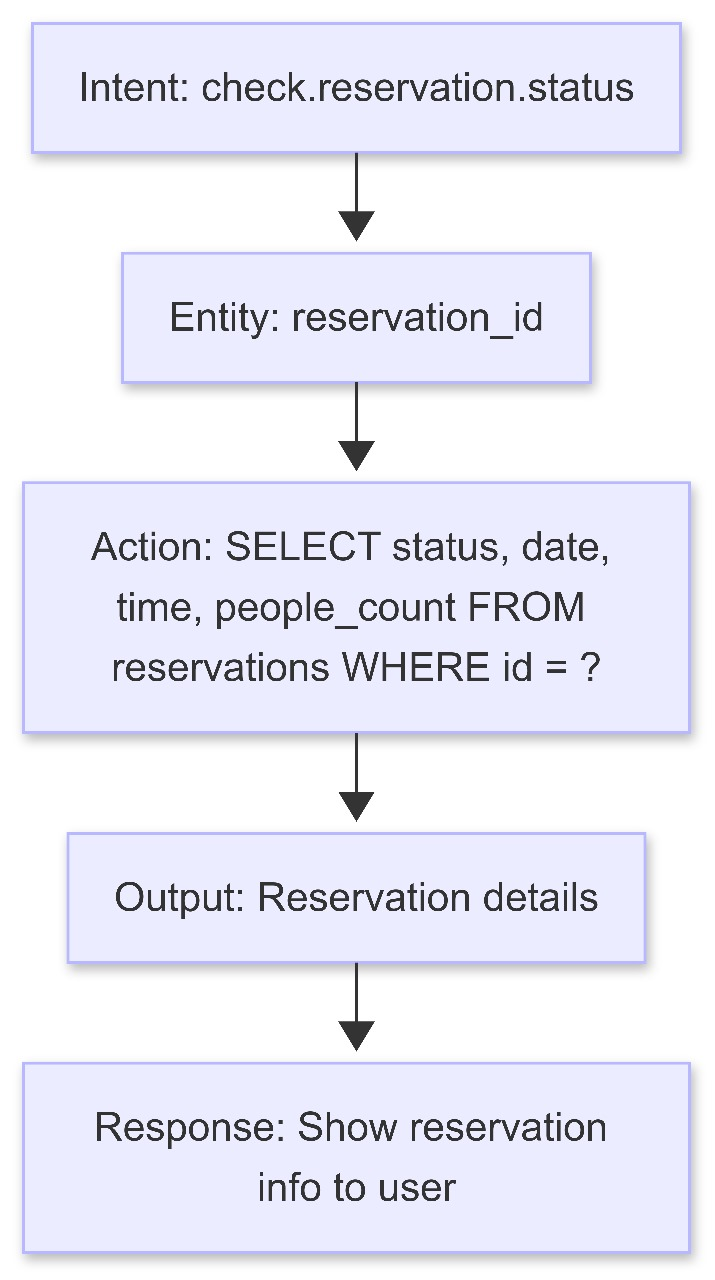 Intent: check.reservation.status
Entity: reservation_id
Action: SELECT status, date,
time, people_count FROM
reservations WHERE id = ?
Output: Reservation details
Response: Show reservation
info to user